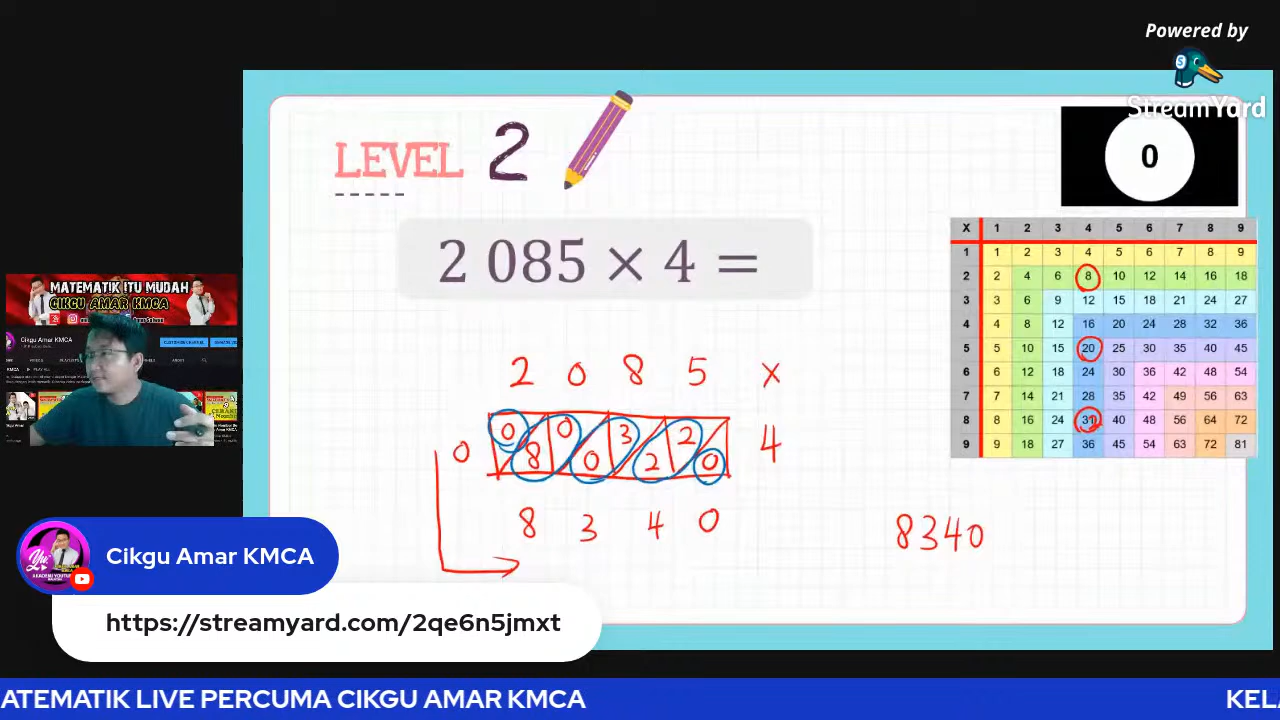 Powered by
StreamYard
LEVEL 2
0
2 085 × 4 =
X 1 2 3 4 5 6 7 8 9
1 1 2 3 4 5 6 7 8 9
2 2 4 6 8 10 12 14 16 18
3 3 6 9 12 15 18 21 24 27
4 4 8 12 16 20 24 28 32 36
5 5 10 15 20 25 30 35 40 45
6 6 12 18 24 30 36 42 48 54
7 7 14 21 28 35 42 49 56 63
8 8 16 24 40 48 56 64 72
9 9 18 27 36 45 54 63 72 81
MATEMATIK ITU MUDAH
CIKGU AMAR KMCA
Cikgu Amar KMCA
2 0 8 5 ×
0 0 3 2
0 4
8 0 2 0
8 3 4 0
8340
Cikgu Amar KMCA
https://streamyard.com/2qe6n5jmxt
ATEMATIK LIVE PERCUMA CIKGU AMAR KMCA
KELA